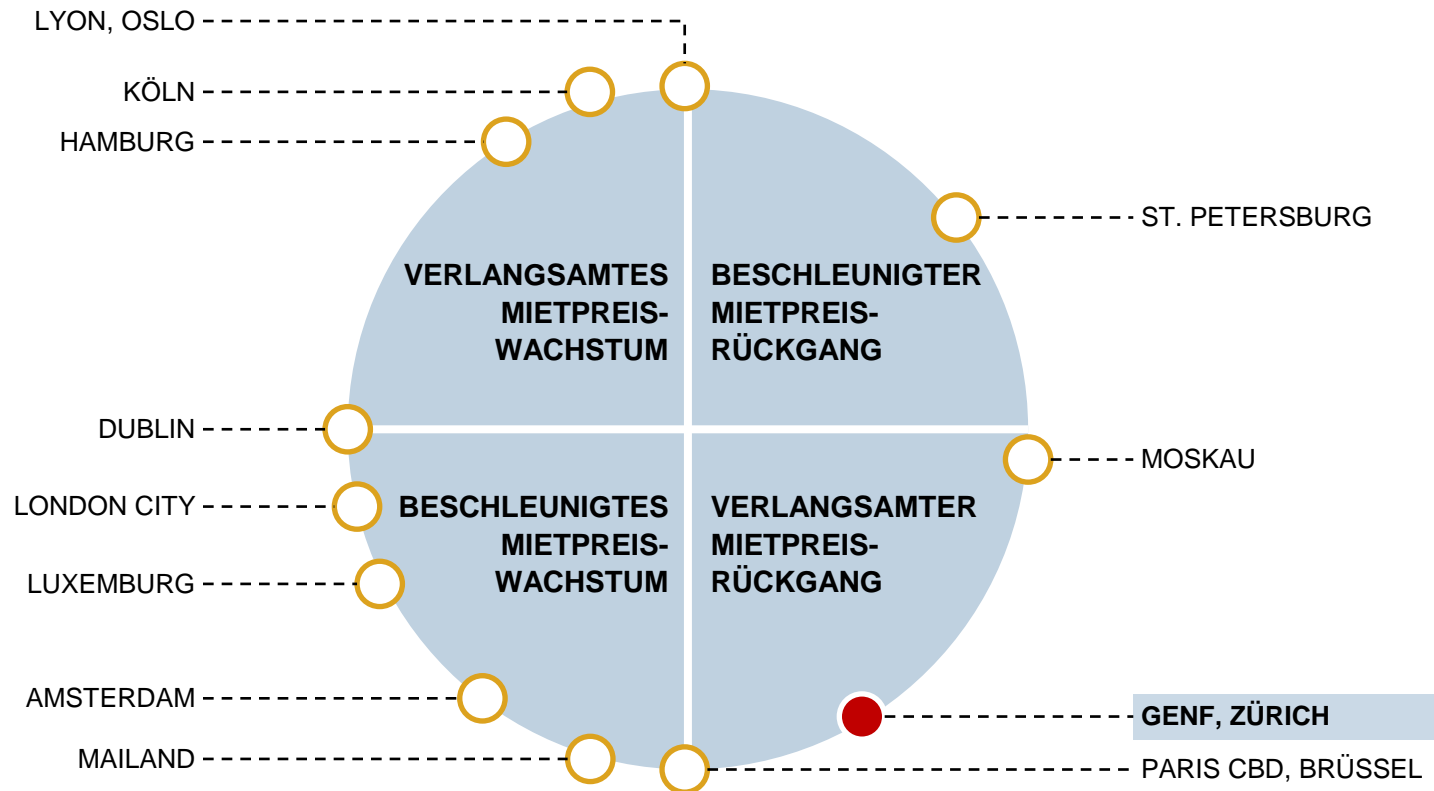 LYON, OSLO
KÖLN
HAMBURG
ST. PETERSBURG
VERLANGSAMTES
MIETPREIS-
WACHSTUM
BESCHLEUNIGTER
MIETPREIS-
RÜCKGANG
DUBLIN
LONDON CITY
LUXEMBURG
MOSKAU
BESCHLEUNIGTES
MIETPREIS-
WACHSTUM
VERLANGSAMTER
MIETPREIS-
RÜCKGANG
AMSTERDAM
MAILAND
GENF, ZÜRICH
PARIS CBD, BRÜSSEL